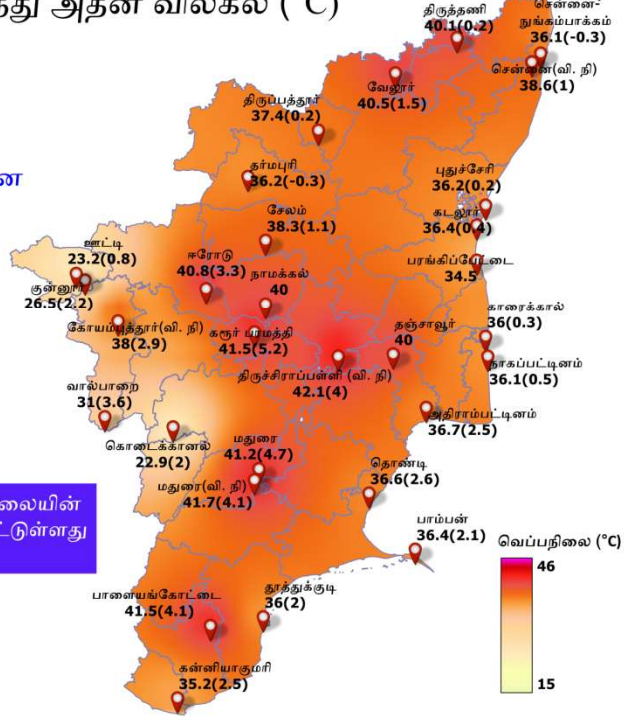 ந்து அதன் விலகல் (°C)
ன
லையின்
ட்டுள்ளது
சென்னை-
நுங்கம்பாக்கம்
36.1(-0.3)
திருத்தணி
40.1(0.2)
சென்னை(வி. நி)
38.6(1)
வேலூர்
40.5(1.5)
திருப்பத்தூர்
37.4(0.2)
தர்மபுரி
36.2(-0.3)
புதுச்சேரி
36.2(0.2)
கடலூர்
36.4(0.4)
சேலம்
38.3(1.1)
பரங்கிப்பேட்டை
34.5
ஊட்டி
23.2(0.8)
ஈரோடு
40.8(3.3)
நாமக்கல்
40
குன்னூர்
26.5(2.2)
கோயம்புத்தூர்(வி. நி)
38(2.9)
கரூர் பரமத்தி
41.5(5.2)
தஞ்சாவூர்
40
காரைக்கால்
36(0.3)
திருச்சிராப்பள்ளி (வி. நி)
42.1(4)
நாகப்பட்டினம்
36.1(0.5)
வால்பாறை
31(3.6)
அதிராம்பட்டினம்
36.7(2.5)
கொடைக்கானல்
22.9(2)
மதுரை
41.2(4.7)
மதுரை(வி. நி)
41.7(4.1)
தொண்டி
36.6(2.6)
பாம்பன்
36.4(2.1)
பாளையங்கோட்டை
41.5(4.1)
தூத்துக்குடி
36(2)
கன்னியாகுமரி
35.2(2.5)
வெப்பநிலை (°C)
46
15